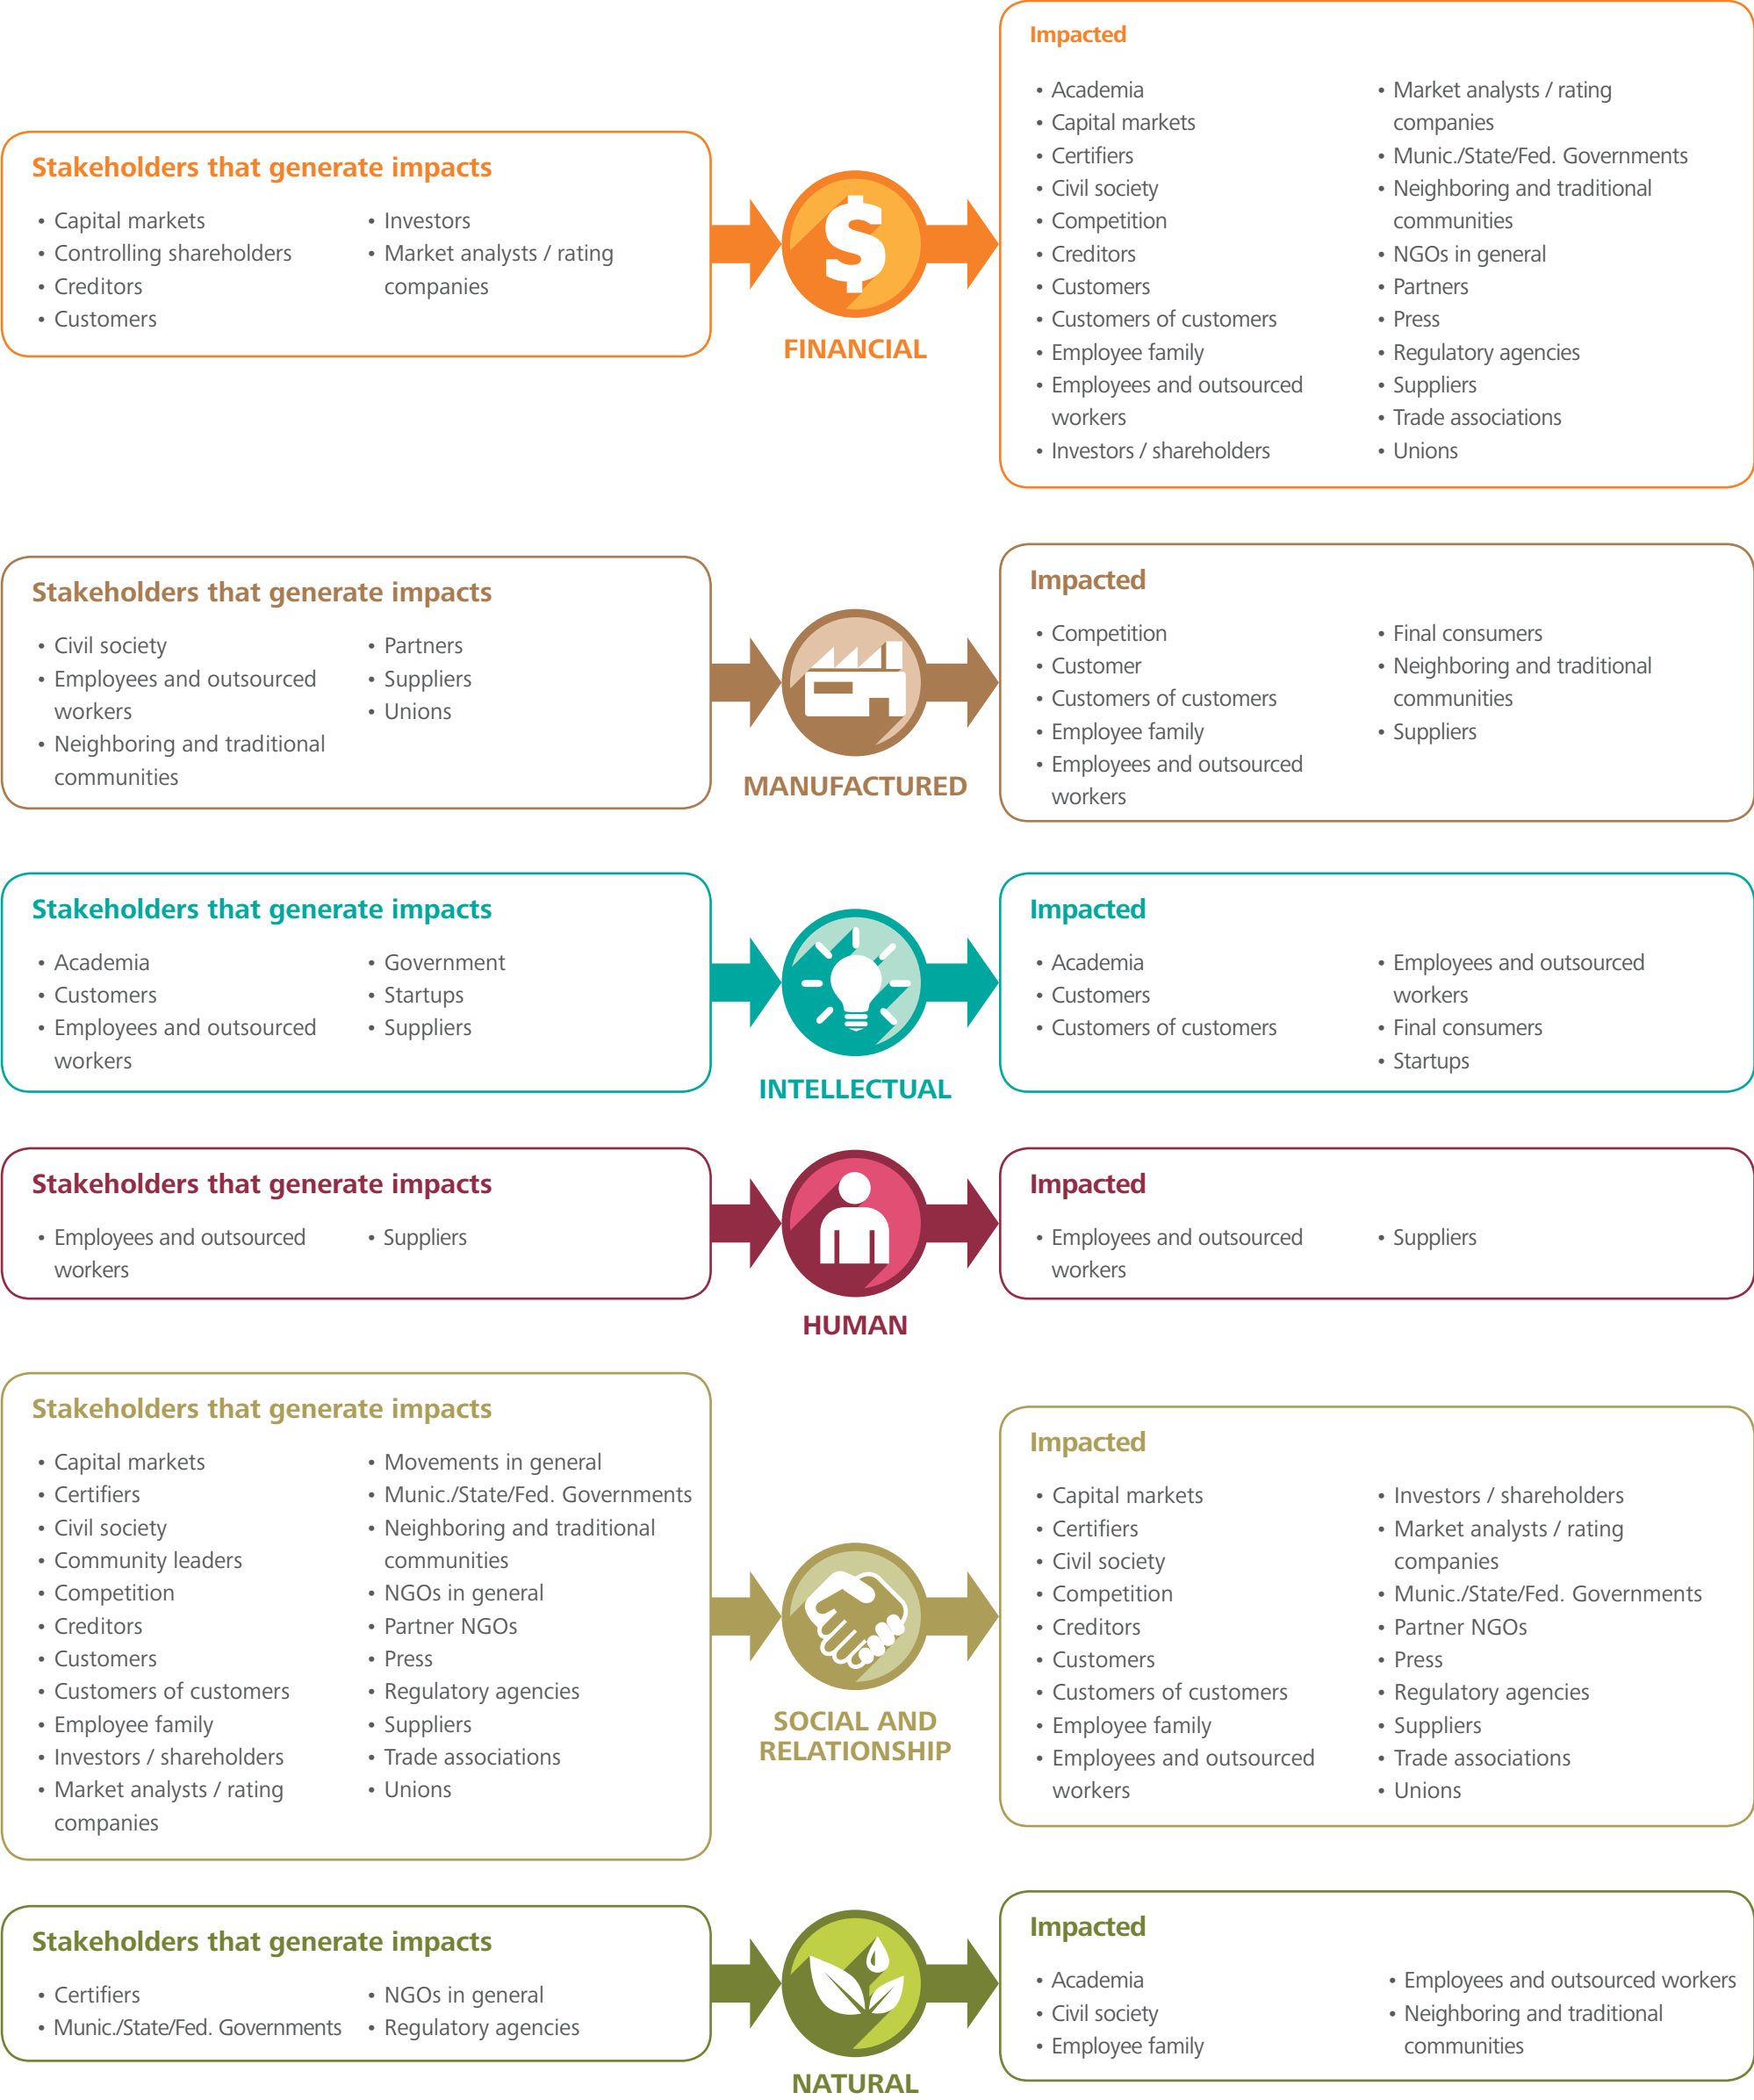 Stakeholders that generate impacts
• Capital markets
• Controlling shareholders
• Creditors
• Customers
• Investors
• Market analysts / rating
companies
FINANCIAL
Impacted
• Academia
• Capital markets
• Certifiers
• Civil society
• Competition
• Creditors
• Customers
• Customers of customers
• Employee family
• Employees and outsourced
workers
• Investors / shareholders
• Market analysts / rating
companies
• Munic./State/Fed. Governments
• Neighboring and traditional
communities
• NGOs in general
• Partners
• Press
• Regulatory agencies
• Suppliers
• Trade associations
• Unions
Stakeholders that generate impacts
• Civil society
• Employees and outsourced
workers
• Neighboring and traditional
communities
• Partners
• Suppliers
• Unions
MANUFACTURED
Impacted
• Competition
• Customer
• Customers of customers
• Employee family
• Employees and outsourced
workers
• Final consumers
• Neighboring and traditional
communities
• Suppliers
Stakeholders that generate impacts
• Academia
• Customers
• Employees and outsourced
workers
• Government
• Startups
• Suppliers
INTELLECTUAL
Impacted
• Academia
• Customers
• Customers of customers
• Employees and outsourced
workers
• Final consumers
• Startups
Stakeholders that generate impacts
• Employees and outsourced
workers
• Suppliers
HUMAN
Impacted
• Employees and outsourced
workers
• Suppliers
Stakeholders that generate impacts
• Capital markets
• Certifiers
• Civil society
• Community leaders
• Competition
• Creditors
• Customers
• Customers of customers
• Employee family
• Investors / shareholders
• Market analysts / rating
companies
• Movements in general
• Munic./State/Fed. Governments
• Neighboring and traditional
communities
• NGOs in general
• Partner NGOs
• Press
• Regulatory agencies
• Suppliers
• Trade associations
• Unions
SOCIAL AND
RELATIONSHIP
Impacted
• Capital markets
• Certifiers
• Civil society
• Competition
• Creditors
• Customers
• Customers of customers
• Employee family
• Employees and outsourced
workers
• Investors / shareholders
• Market analysts / rating
companies
• Munic./State/Fed. Governments
• Partner NGOs
• Press
• Regulatory agencies
• Suppliers
• Trade associations
• Unions
Stakeholders that generate impacts
• Certifiers
• Munic./State/Fed. Governments
• NGOs in general
• Regulatory agencies
NATURAL
Impacted
• Academia
• Civil society
• Employee family
• Employees and outsourced workers
• Neighboring and traditional
communities